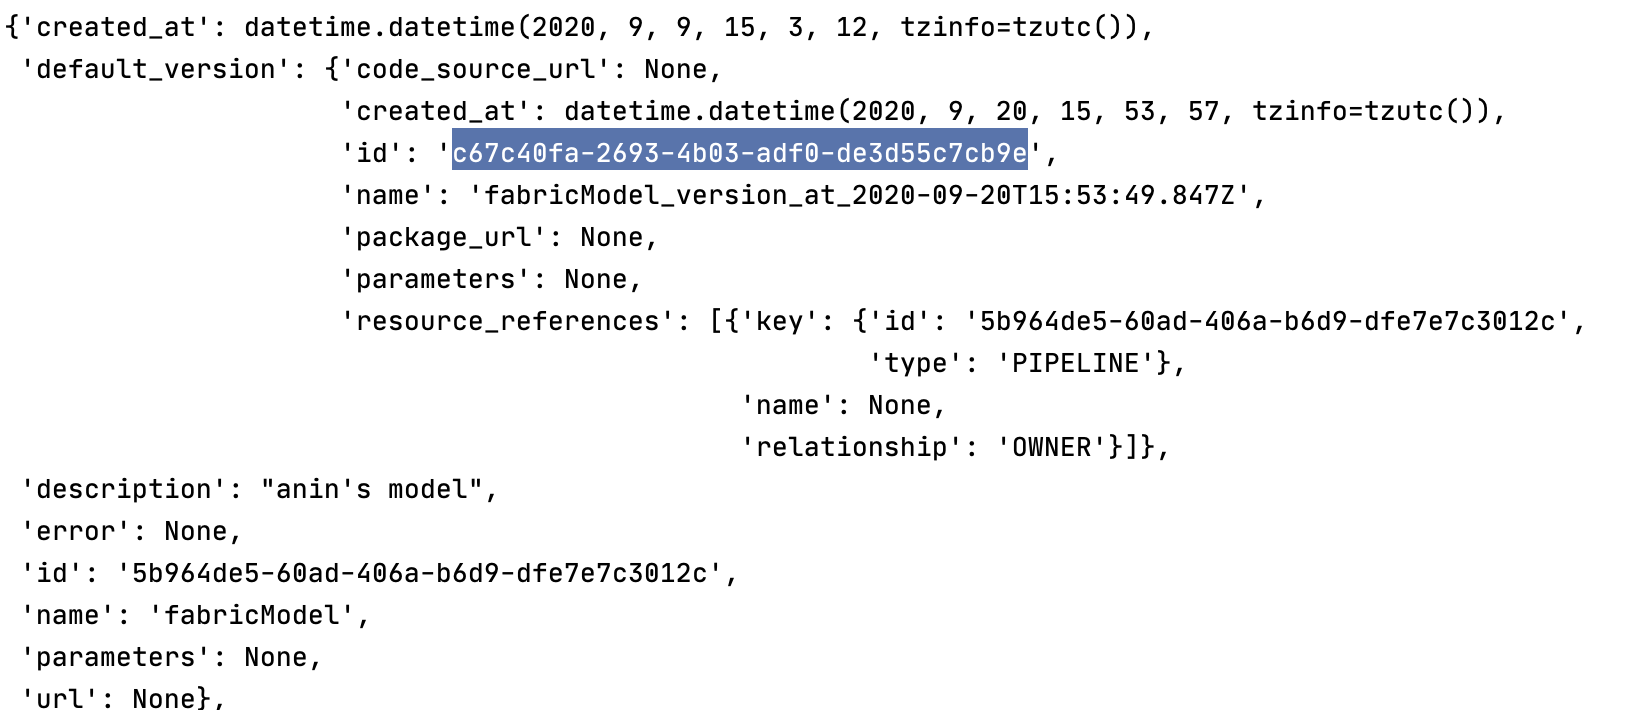 {'created_at': datetime.datetime(2020, 9, 9, 15, 3, 12, tzinfo=tzutc()),
'default_version': {'code_source_url': None,
'created_at': datetime.datetime(2020, 9, 20, 15, 53, 57, tzinfo=tzutc()),
'id': 'c67c40fa-2693-4b03-adf0-de3d55c7cb9e',
'name': 'fabricModel_version_at_2020-09-20T15:53:49.847Z',
'package_url': None,
'parameters': None,
'resource_references': [{'key': {'id': '5b964de5-60ad-406a-b6d9-dfe7e7c3012c',
'type': 'PIPELINE'},
'name': None,
'relationship': 'OWNER'}]},
'description': "anin's model",
'error': None,
'id': '5b964de5-60ad-406a-b6d9-dfe7e7c3012c',
'name': 'fabricModel',
'parameters': None,
'url': None},